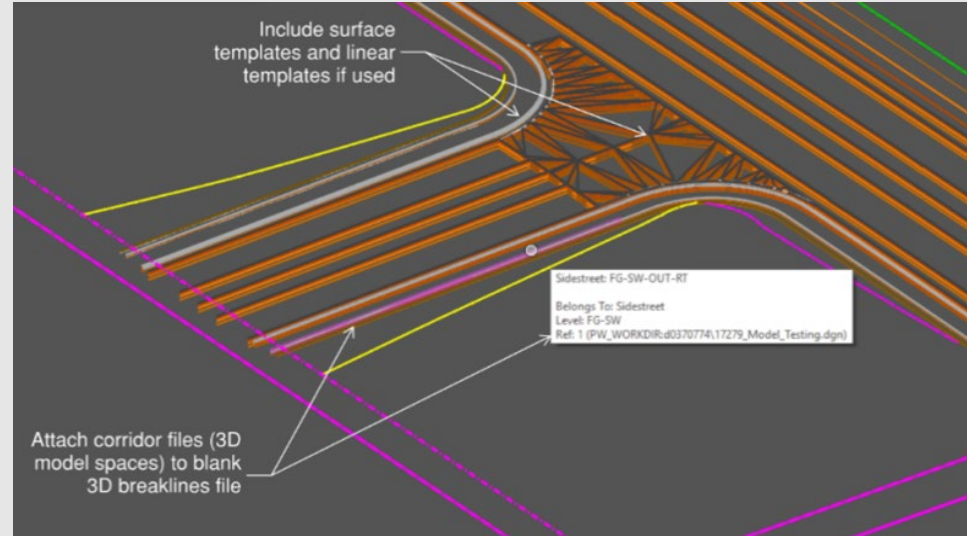 Include surface
templates and linear
templates if used
Sidestreet: FG-SW-OUT-RT
Belongs To: Sidestreet
Level: FG-SW
Ref: 1 (PW_WORKDIR:d0370774\17279_Model_Testing.dgn)
Attach corridor files (3D
model spaces) to blank
3D breaklines file